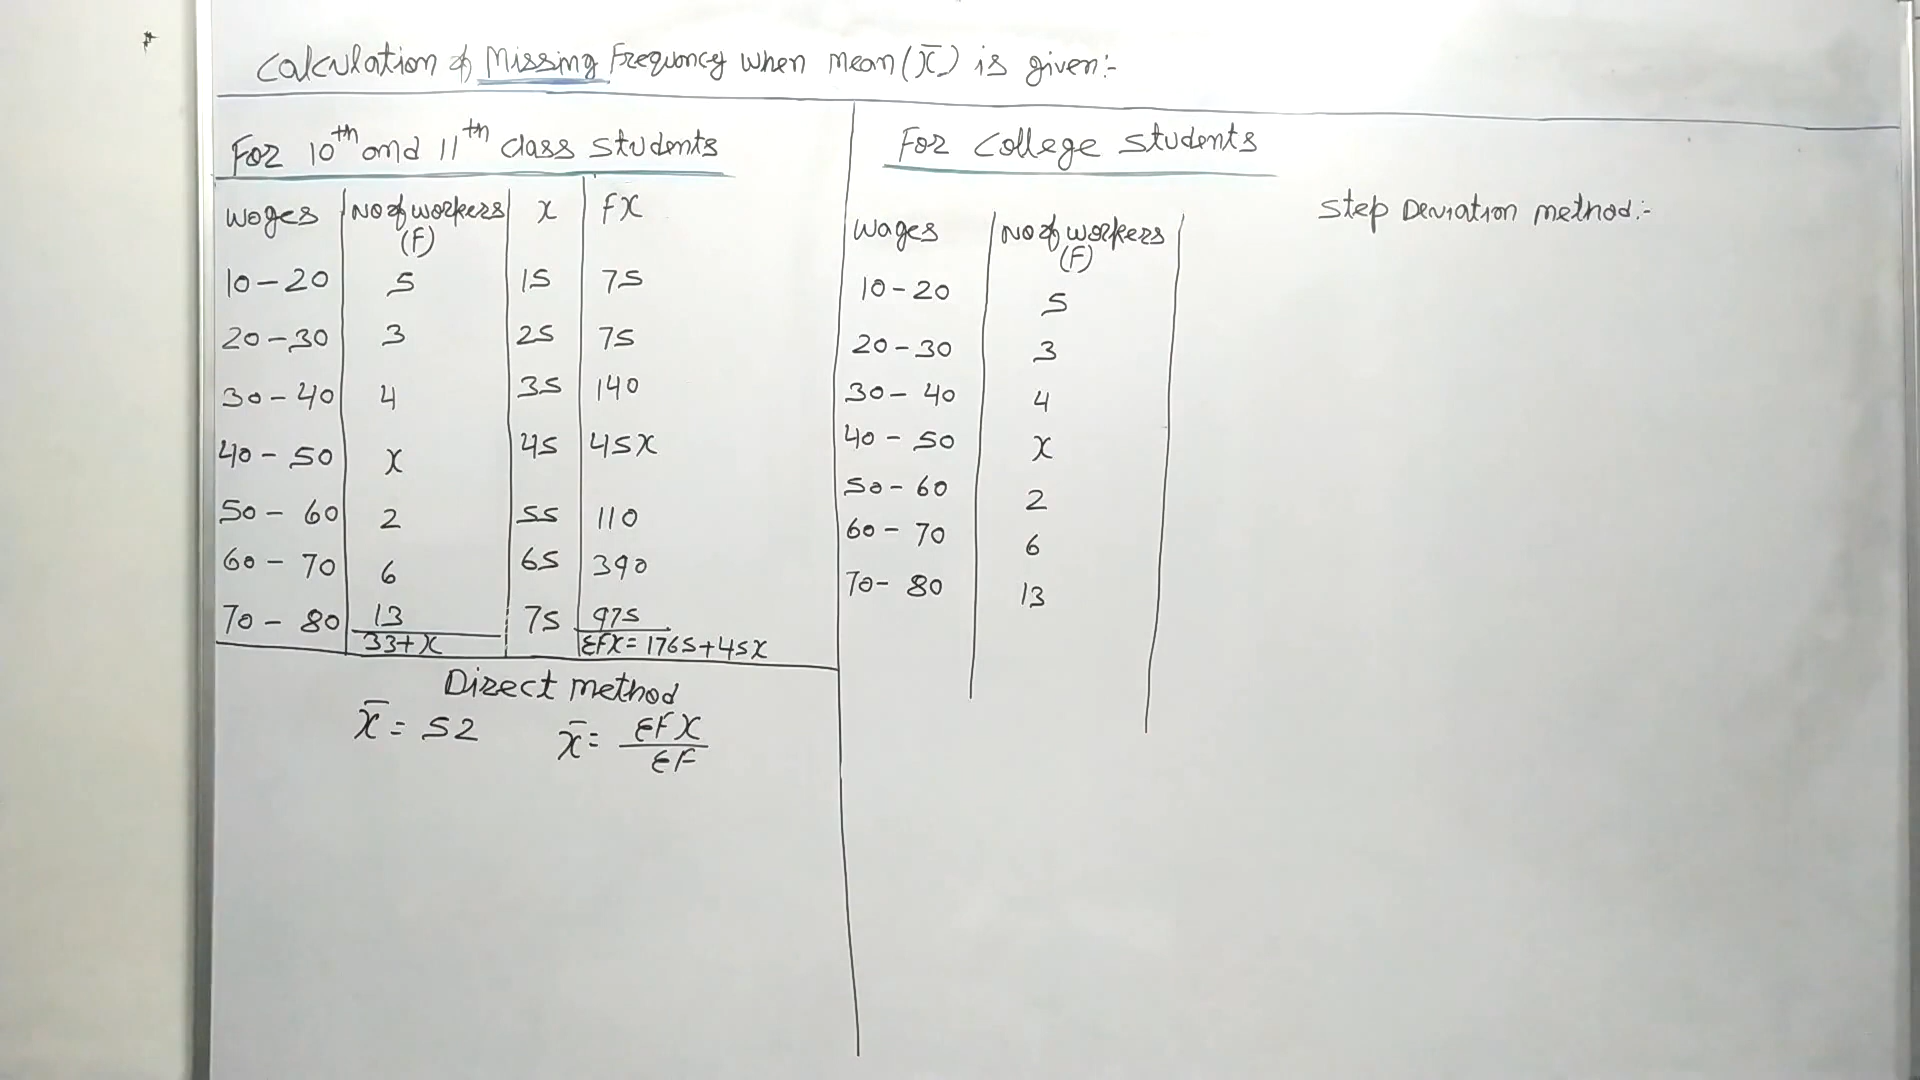 Calculation of Missing Frequency when mean (x̄) is given:-
For 10th and 11th class students
Wages No of workers (F) X FX
10-20 5 15 75
20-30 3 25 75
30-40 4 35 140
40-50 x 45 45x
50-60 2 55 110
60-70 6 65 390
70-80 13 75 975
33+x ΣFX = 1765+45x
Direct method
x̄ = 52 x̄ = ΣFX / ΣF
For College students
Step Deviation method:-
Wages No of workers (F)
10-20 5
20-30 3
30-40 4
40-50 x
50-60 2
60-70 6
70-80 13